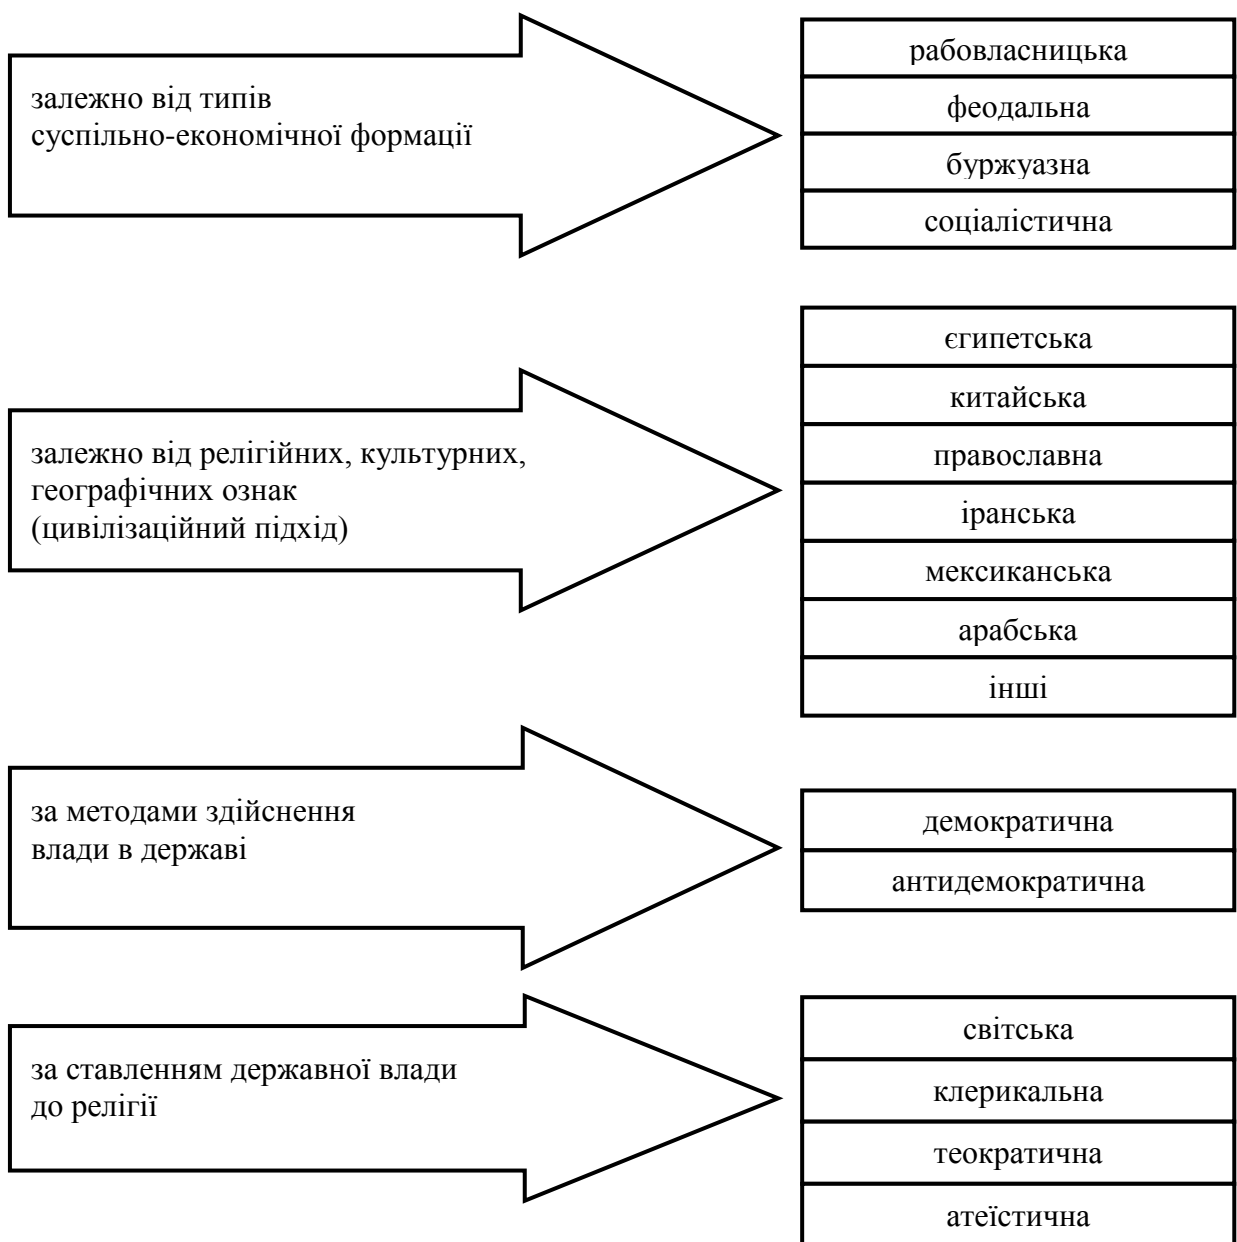 залежно від типів
суспільно-економічної формації
рабовласницька
феодальна
буржуазна
соціалістична
залежно від релігійних, культурних,
географічних ознак
(цивілізаційний підхід)
єгипетська
китайська
православна
іранська
мексиканська
арабська
інші
за методами здійснення
влади в державі
демократична
антидемократична
за ставленням державної влади
до релігії
світська
клерикальна
теократична
атеїстична